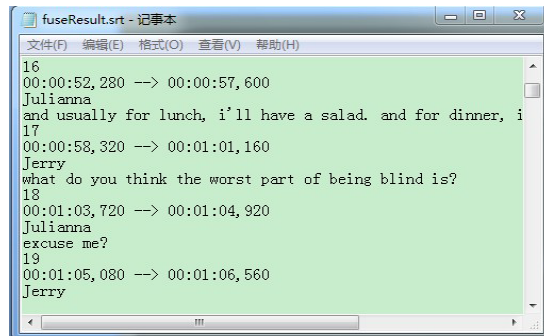 fuseResult.srt - 记事本
文件(F) 编辑(E) 格式(O) 查看(V) 帮助(H)
16
00:00:52,280 --> 00:00:57,600
Julianna
and usually for lunch, i'll have a salad. and for dinner, i
17
00:00:58,320 --> 00:01:01,160
Jerry
what do you think the worst part of being blind is?
18
00:01:03,720 --> 00:01:04,920
Julianna
excuse me?
19
00:01:05,080 --> 00:01:06,560
Jerry